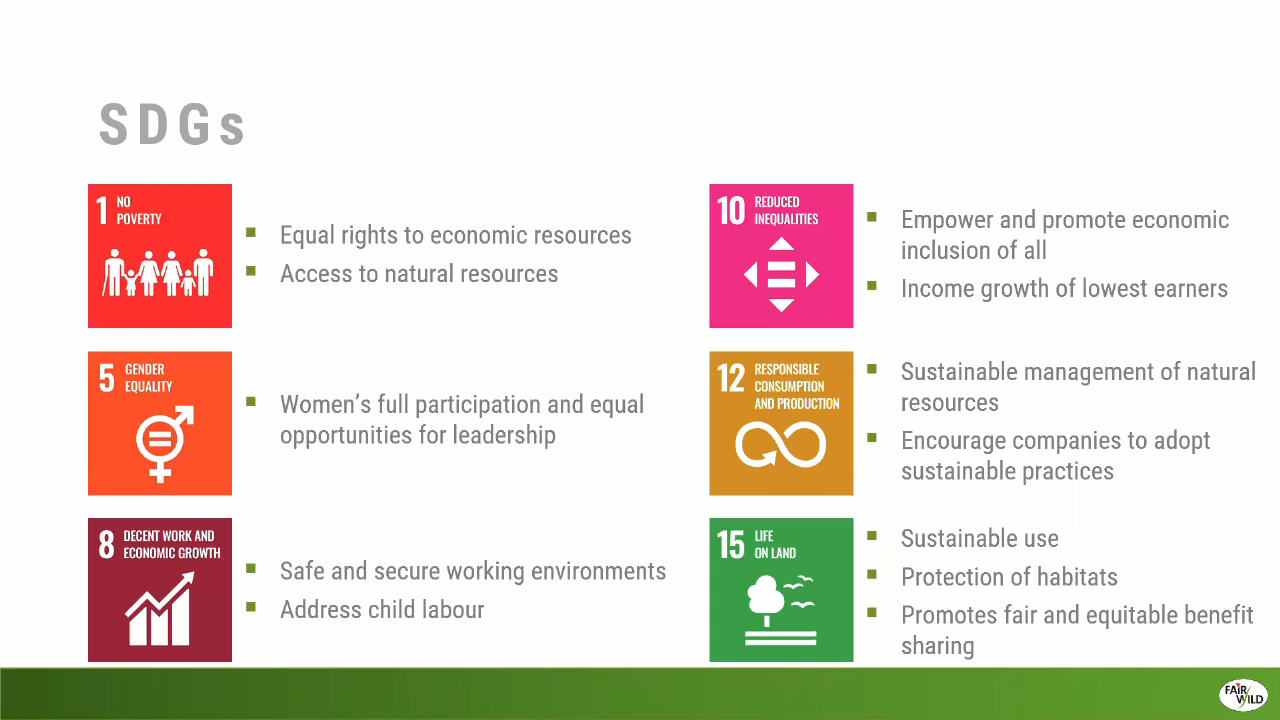 SDGs
1 NO
POVERTY
Equal rights to economic resources
Access to natural resources
5 GENDER
EQUALITY
Women’s full participation and equal
opportunities for leadership
8 DECENT WORK AND
ECONOMIC GROWTH
Safe and secure working environments
Address child labour
10 REDUCED
INEQUALITIES
Empower and promote economic
inclusion of all
Income growth of lowest earners
12 RESPONSIBLE
CONSUMPTION
AND PRODUCTION
Sustainable management of natural
resources
Encourage companies to adopt
sustainable practices
15 LIFE
ON LAND
Sustainable use
Protection of habitats
Promotes fair and equitable benefit
sharing
FAIR
WILD